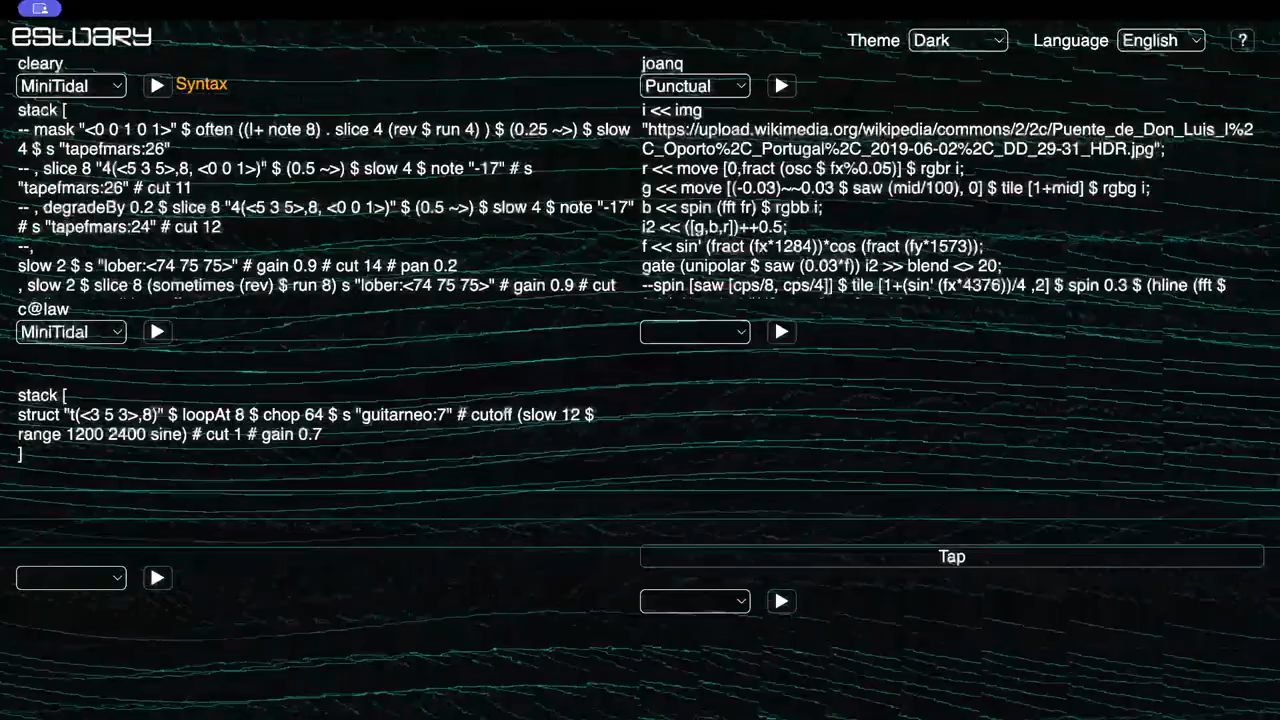 estuary
Theme Dark Language English ?
cleary
MiniTidal Syntax
stack [
-- mask "<0 0 1 0 1>" $ often ((|+ note 8) . slice 4 (rev $ run 4) ) $ (0.25 ~>) $ slow
4 $ s "tapefmars:26"
-- , slice 8 "4(<5 3 5>,8, <0 0 1>)" $ (0.5 ~>) $ slow 4 $ note "-17" # s
"tapefmars:26" # cut 11
-- , degradeBy 0.2 $ slice 8 "4(<5 3 5>,8, <0 0 1>)" $ (0.5 ~>) $ slow 4 $ note "-17"
# s "tapefmars:24" # cut 12
--,
slow 2 $ s "lober:<74 75 75>" # gain 0.9 # cut 14 # pan 0.2
, slow 2 $ slice 8 (sometimes (rev) $ run 8) s "lober:<74 75 75>" # gain 0.9 # cut
joanq
Punctual
i << img
"https://upload.wikimedia.org/wikipedia/commons/2/2c/Puente_de_Don_Luis_I%2
C_Oporto%2C_Portugal%2C_2019-06-02%2C_DD_29-31_HDR.jpg";
r << move [0,fract (osc $ fx%0.05)] $ rgbr i;
g << move [(-0.03)~~0.03 $ saw (mid/100), 0] $ tile [1+mid] $ rgbg i;
b << spin (fft fr) $ rgbb i;
i2 << ([g,b,r])++0.5;
f << sin' (fract (fx*1284))*cos (fract (fy*1573));
gate (unipolar $ saw (0.03*f)) i2 >> blend <> 20;
--spin [saw [cps/8, cps/4]] $ tile [1+(sin' (fx*4376))/4 ,2] $ spin 0.3 $ (hline (fft $
c@law
MiniTidal
stack [
struct "t(<3 5 3>,8)" $ loopAt 8 $ chop 64 $ s "guitarneo:7" # cutoff (slow 12 $
range 1200 2400 sine) # cut 1 # gain 0.7
]
Tap